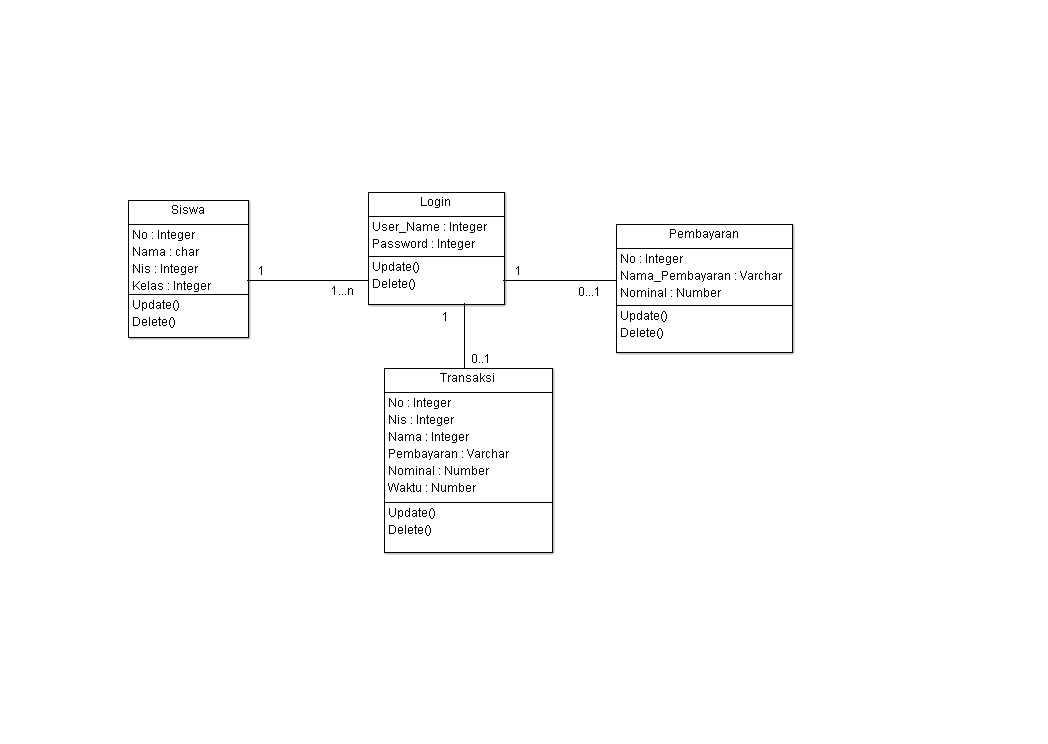 Siswa
No : Integer
Nama : char
Nis : Integer
Kelas : Integer
Update()
Delete()
1
1...n
Login
User_Name : Integer
Password : Integer
Update()
Delete()
1
0...1
1
0..1
Pembayaran
No : Integer
Nama_Pembayaran : Varchar
Nominal : Number
Update()
Delete()
Transaksi
No : Integer
Nis : Integer
Nama : Integer
Pembayaran : Varchar
Nominal : Number
Waktu : Number
Update()
Delete()